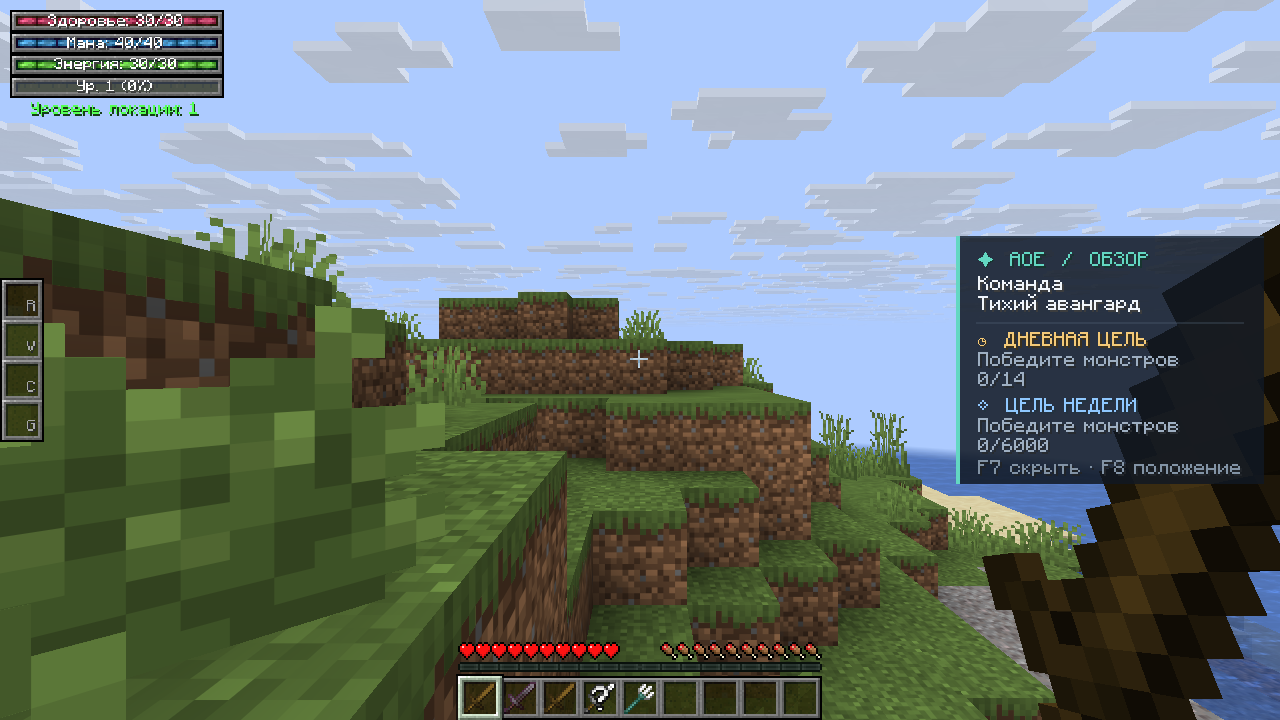 Здоровье: 30/30
Мана: 40/40
Энергия: 30/30
Ур. 1 (0%)
Уровень локации: 1
R
V
C
G
AOE / ОБЗОР
Команда
Тихий авангард
ДНЕВНАЯ ЦЕЛЬ
Победите монстров
0/14
ЦЕЛЬ НЕДЕЛИ
Победите монстров
0/6000
F7 скрыть · F8 положение